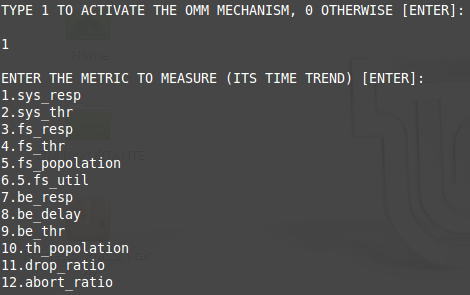 TYPE 1 TO ACTIVATE THE OMM MECHANISM, 0 OTHERWISE [ENTER]:
1
ENTER THE METRIC TO MEASURE (ITS TIME TREND) [ENTER]:
1.sys_resp
2.sys_thr
3.fs_resp
4.fs_thr
5.fs_popolation
6.5.fs_util
7.be_resp
8.be_delay
9.be_thr
10.th_popolation
11.drop_ratio
12.abort_ratio